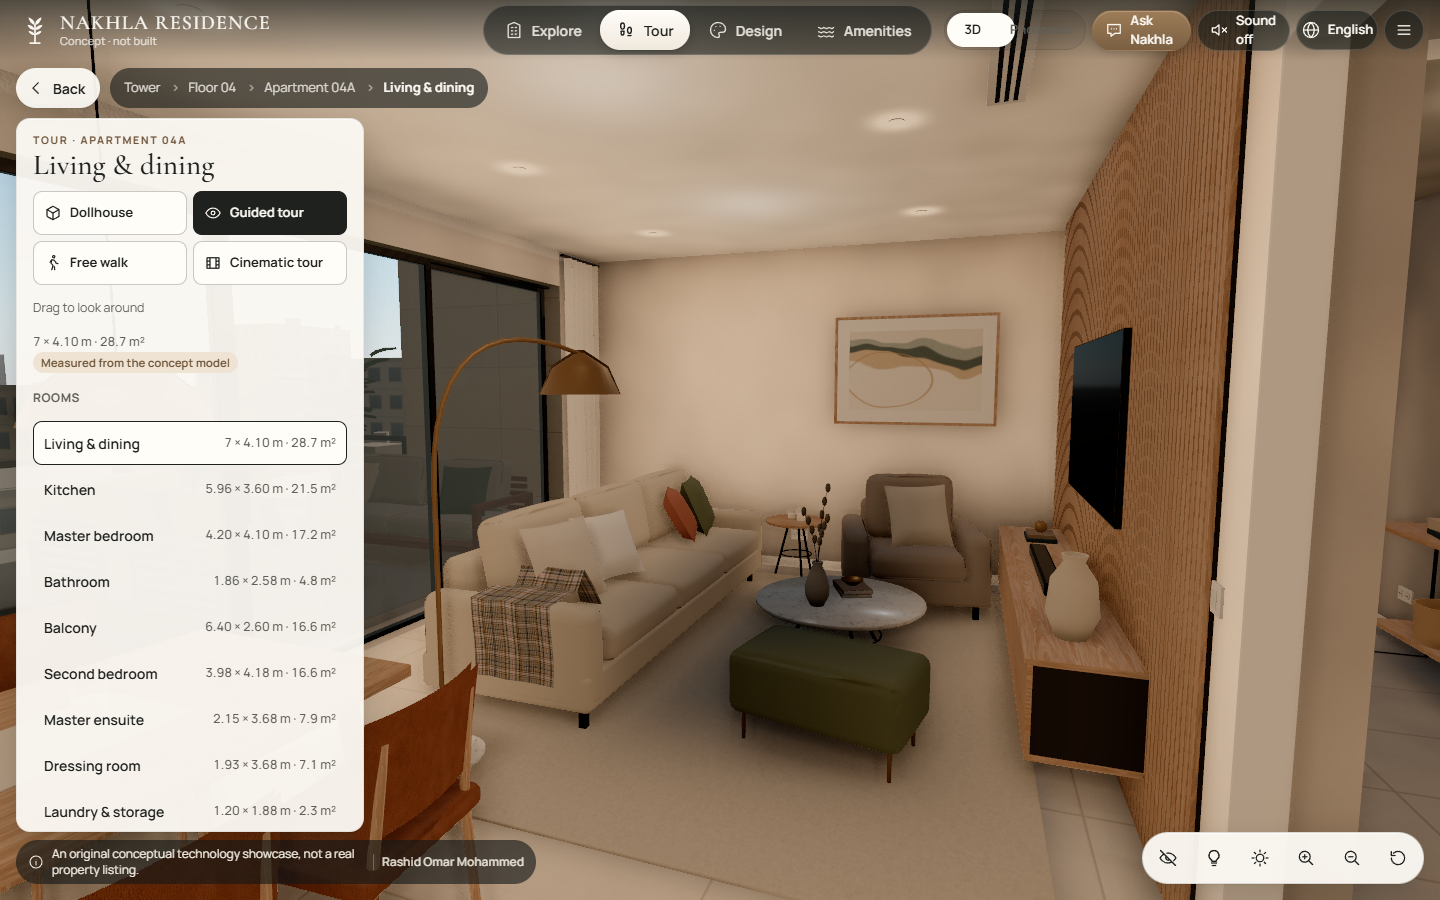 NAKHLA RESIDENCE
Concept · not built
Explore
Tour
Design
Amenities
3D
Ask
Nakhla
Sound
off
English
Back
Tower > Floor 04 > Apartment 04A > Living & dining
TOUR · APARTMENT 04A
Living & dining
Dollhouse
Guided tour
Free walk
Cinematic tour
Drag to look around
7 × 4.10 m · 28.7 m²
Measured from the concept model
ROOMS
Living & dining 7 × 4.10 m · 28.7 m²
Kitchen 5.96 × 3.60 m · 21.5 m²
Master bedroom 4.20 × 4.10 m · 17.2 m²
Bathroom 1.86 × 2.58 m · 4.8 m²
Balcony 6.40 × 2.60 m · 16.6 m²
Second bedroom 3.98 × 4.18 m · 16.6 m²
Master ensuite 2.15 × 3.68 m · 7.9 m²
Dressing room 1.93 × 3.68 m · 7.1 m²
Laundry & storage 1.20 × 1.88 m · 2.3 m²
An original conceptual technology showcase, not a real
property listing.
Rashid Omar Mohammed